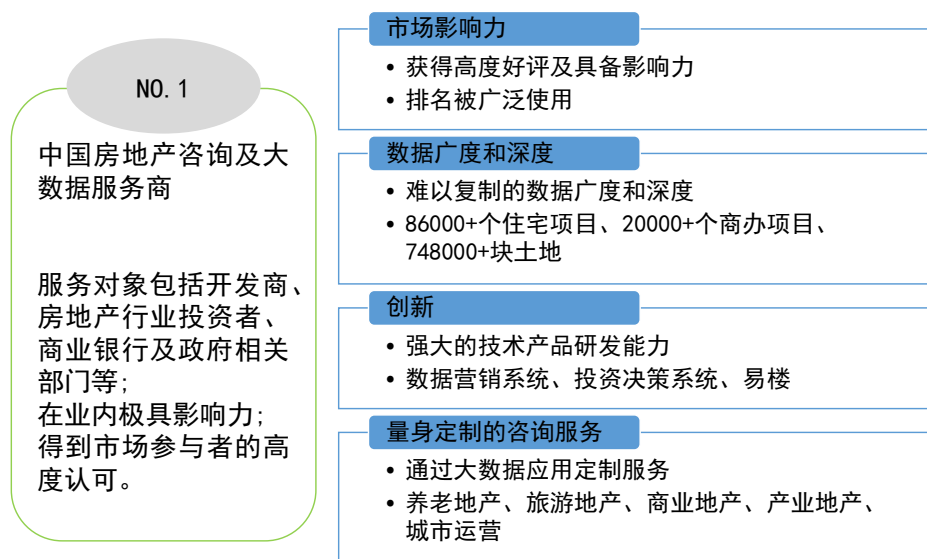 NO. 1
中国房地产咨询及大
数据服务商
服务对象包括开发商、
房地产行业投资者、
商业银行及政府相关
部门等;
在业内极具影响力;
得到市场参与者的高
度认可。
市场影响力
• 获得高度好评及具备影响力
• 排名被广泛使用
数据广度和深度
• 难以复制的数据广度和深度
• 86000+个住宅项目、20000+个商办项目、
748000+块土地
创新
• 强大的技术产品研发能力
• 数据营销系统、投资决策系统、易楼
量身定制的咨询服务
• 通过大数据应用定制服务
• 养老地产、旅游地产、商业地产、产业地产、
城市运营